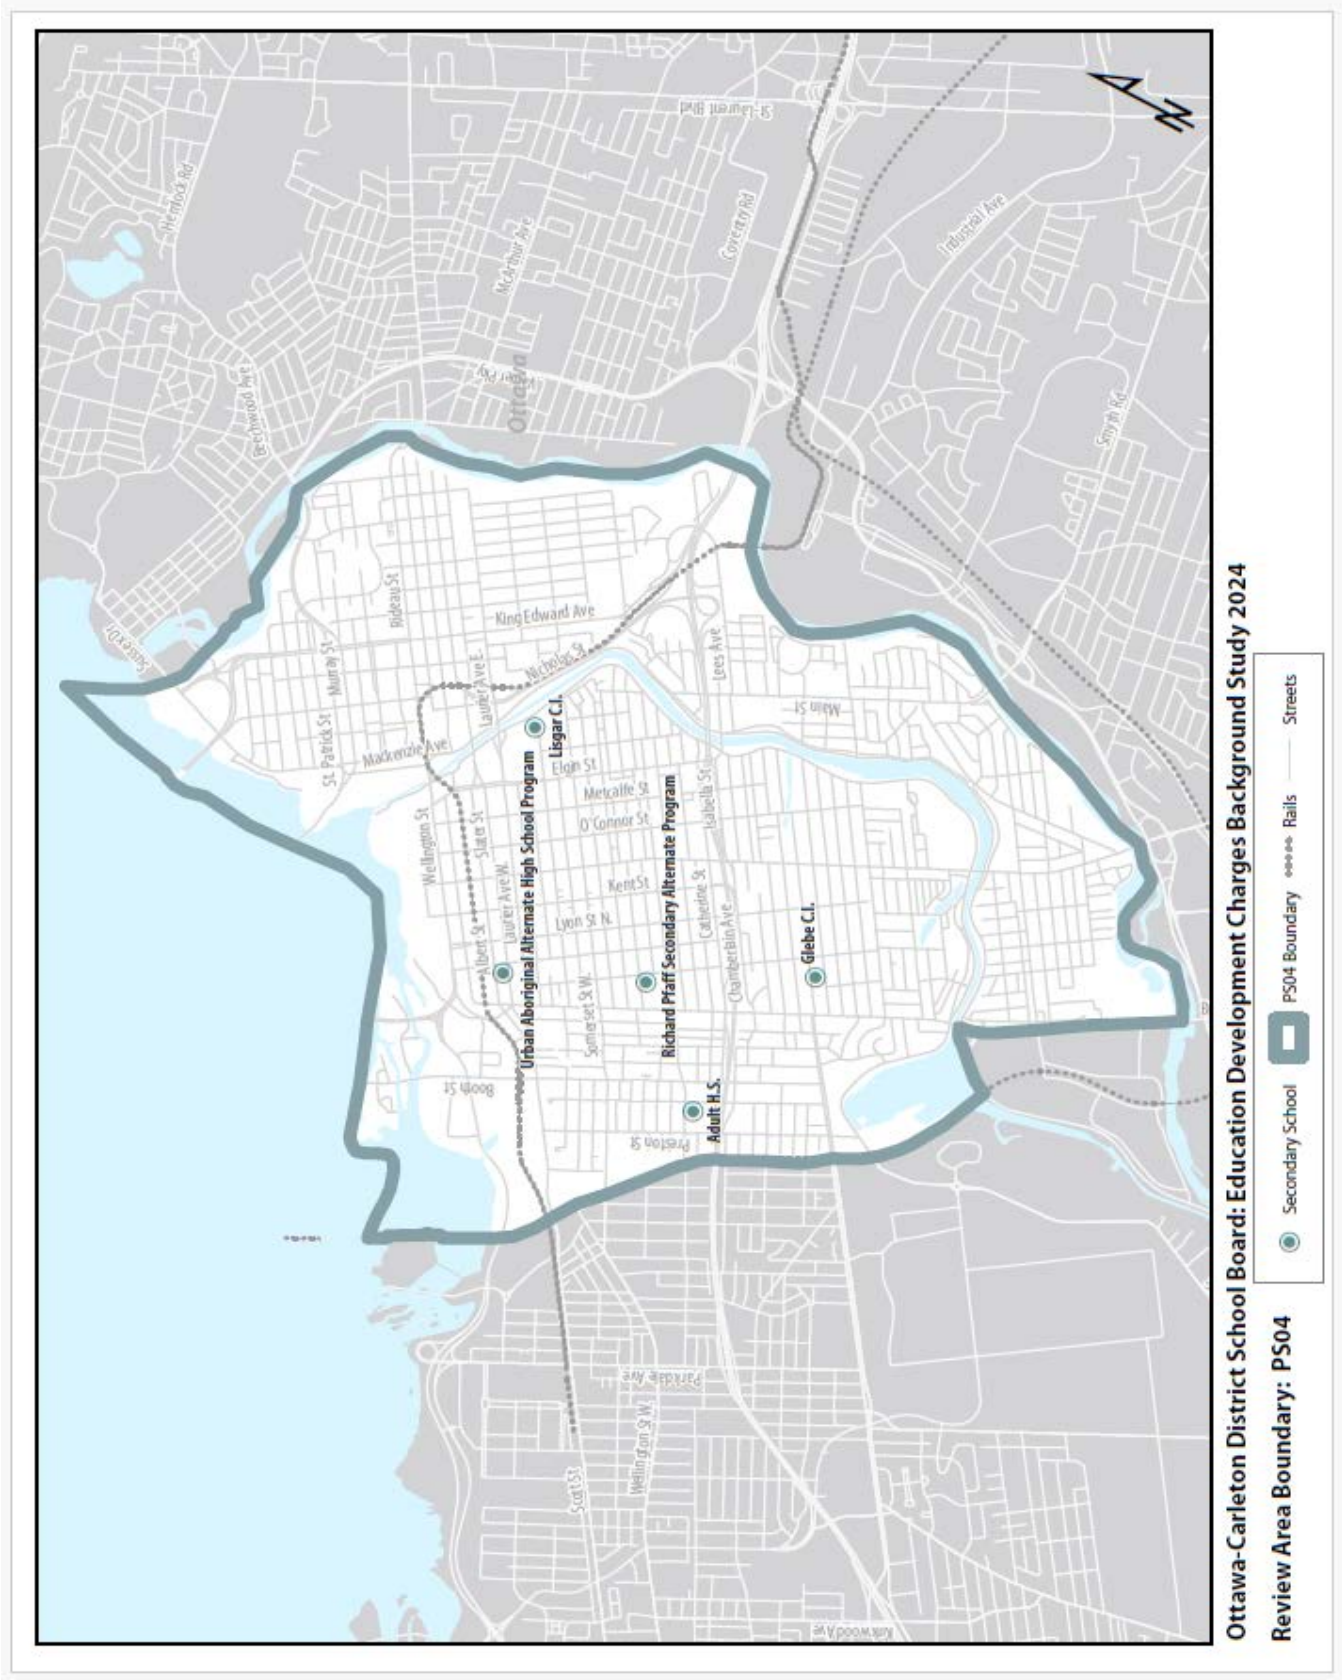 Hemlock Rd
St-Laurent Blvd
McArthur Ave
Coventry Rd
Industrial Ave
Beechwood Ave
Vanier Pky
Ottawa
Smyth Rd
Sussex Dr
Rideau St
King Edward Ave
Murray St
Laurier Ave E.
Nicholas St
Lees Ave
Main St
St. Patrick St
Mackenzie Ave
Lisgar C.I.
Elgin St
Metcalfe St
O'Connor St
Isabella St
Wellington St
Slater St
Laurier Ave W.
Urban Aboriginal Alternate High School Program
Kent St
Richard Pfaff Secondary Alternate Program
Catherine St
Lyon St N.
Albert St
Chamberlain Ave
Glebe C.I.
Somerset St W.
Booth St
Adult H.S.
Preston St
Parkdale Ave
Wellington St W.
Scott St
Kirkwood Ave
N
Ottawa-Carleton District School Board: Education Development Charges Background Study 2024
Review Area Boundary: PS04
Secondary School
PS04 Boundary
Rails
Streets